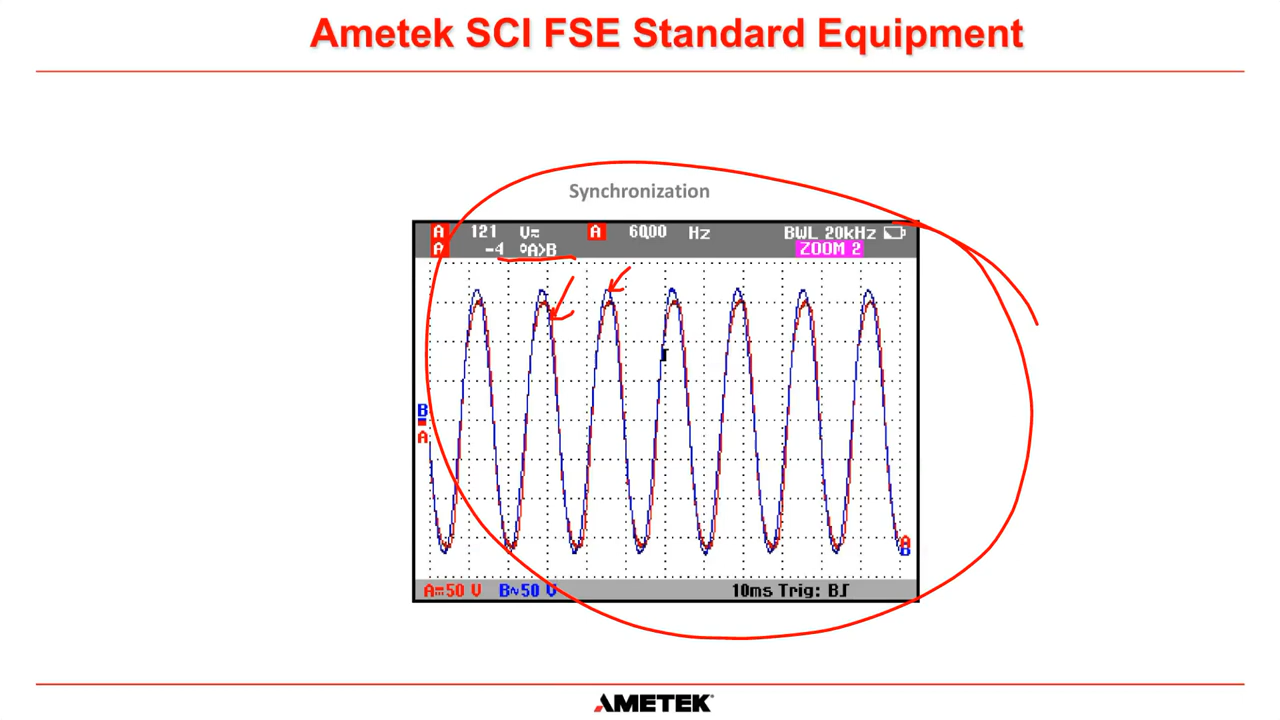 Ametek SCI FSE Standard Equipment
Synchronization
A 121 V≂ A 60.00 Hz BWL 20kHz
A -4 °A>B ZOOM 2
B
A
A
B
A≂50 V B∿50 V 10ms Trig: B∫
AMETEK®